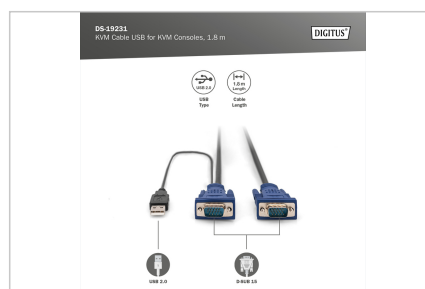 DS-19231
KVM Cable USB for KVM Consoles, 1.8 m
DIGITUS®
USB 2.0
1.8 m
Length
USB
Type
Cable
Length
USB 2.0
D-SUB 15